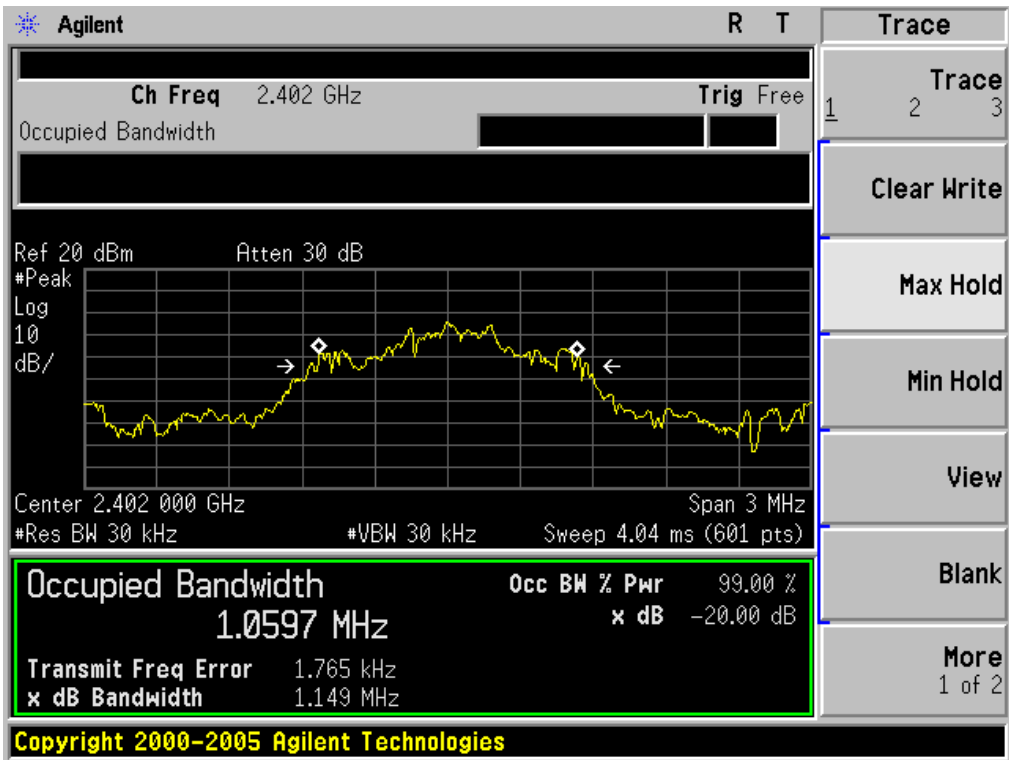 Agilent R T
Ch Freq 2.402 GHz Trig Free
Occupied Bandwidth
Ref 20 dBm Atten 30 dB
#Peak
Log
10
dB/
Center 2.402 000 GHz Span 3 MHz
#Res BW 30 kHz #VBW 30 kHz Sweep 4.04 ms (601 pts)
Occupied Bandwidth
1.0597 MHz
Occ BW % Pwr 99.00 %
x dB -20.00 dB
Transmit Freq Error 1.765 kHz
x dB Bandwidth 1.149 MHz
Copyright 2000-2005 Agilent Technologies
Trace
Trace
1 2 3
Clear Write
Max Hold
Min Hold
View
Blank
More
1 of 2